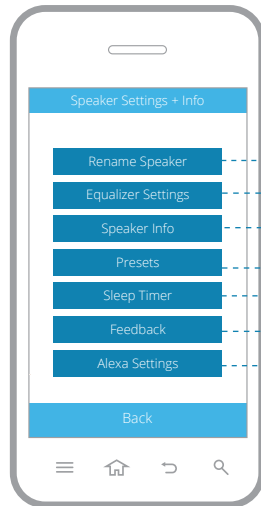 Speaker Settings + Info
Rename Speaker
Equalizer Settings
Speaker Info
Presets
Sleep Timer
Feedback
Alexa Settings
Back